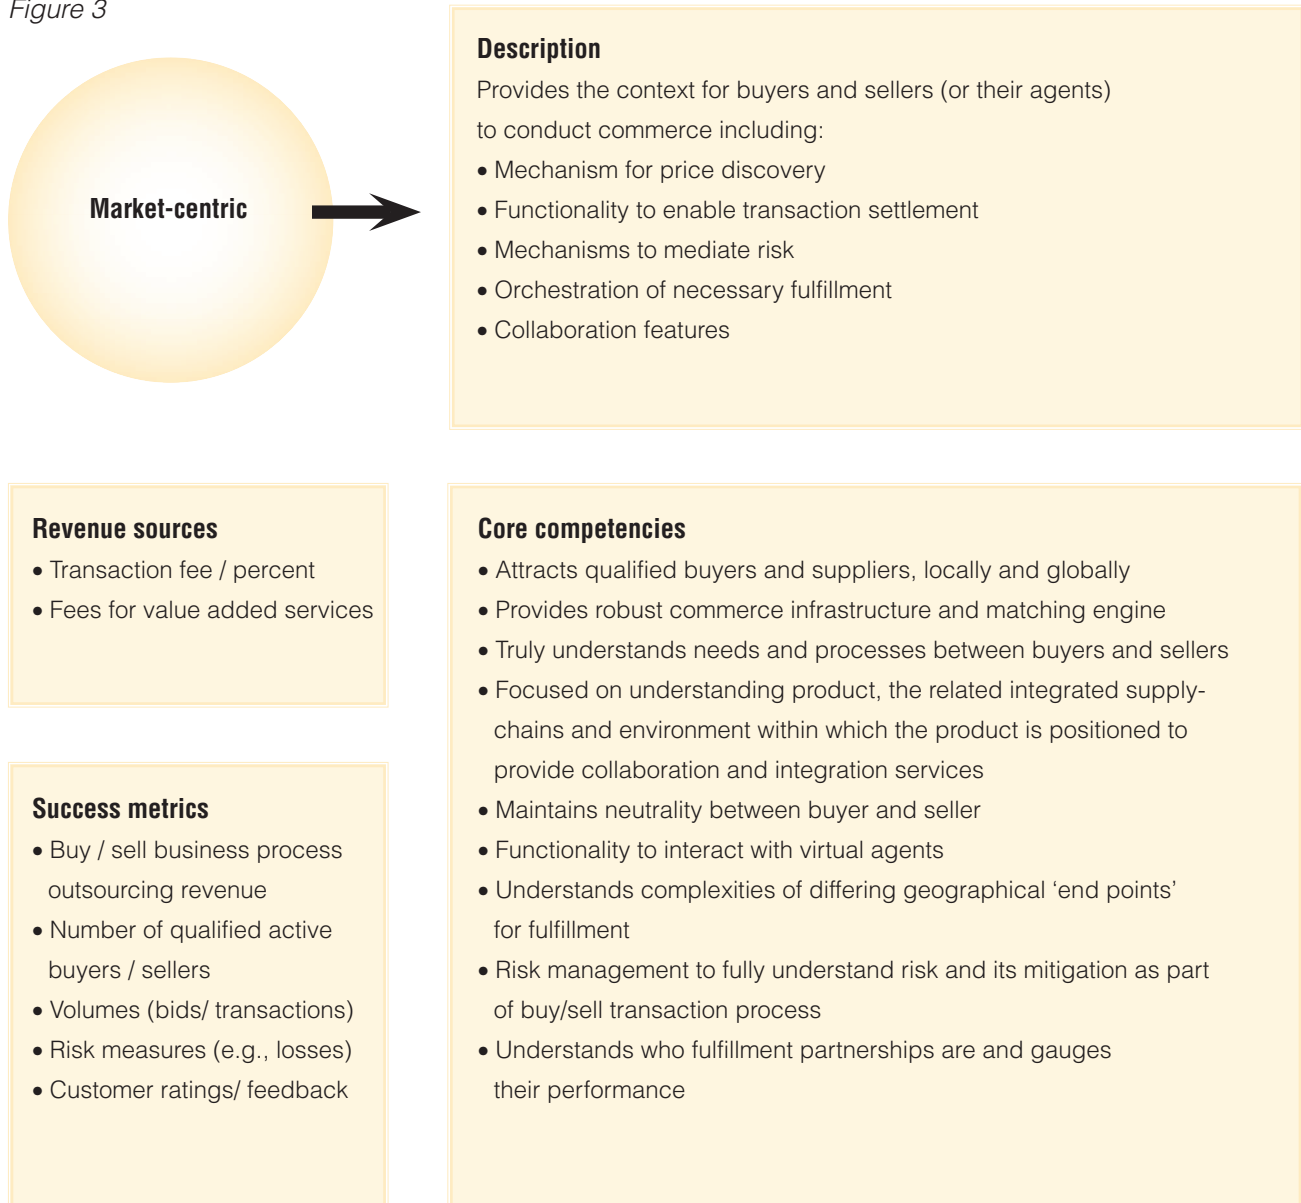 Figure 3
Market-centric
Description
Provides the context for buyers and sellers (or their agents)
to conduct commerce including:
• Mechanism for price discovery
• Functionality to enable transaction settlement
• Mechanisms to mediate risk
• Orchestration of necessary fulfillment
• Collaboration features
Revenue sources
• Transaction fee / percent
• Fees for value added services
Success metrics
• Buy / sell business process
outsourcing revenue
• Number of qualified active
buyers / sellers
• Volumes (bids/ transactions)
• Risk measures (e.g., losses)
• Customer ratings/ feedback
Core competencies
• Attracts qualified buyers and suppliers, locally and globally
• Provides robust commerce infrastructure and matching engine
• Truly understands needs and processes between buyers and sellers
• Focused on understanding product, the related integrated supply-
chains and environment within which the product is positioned to
provide collaboration and integration services
• Maintains neutrality between buyer and seller
• Functionality to interact with virtual agents
• Understands complexities of differing geographical ‘end points’
for fulfillment
• Risk management to fully understand risk and its mitigation as part
of buy/sell transaction process
• Understands who fulfillment partnerships are and gauges
their performance